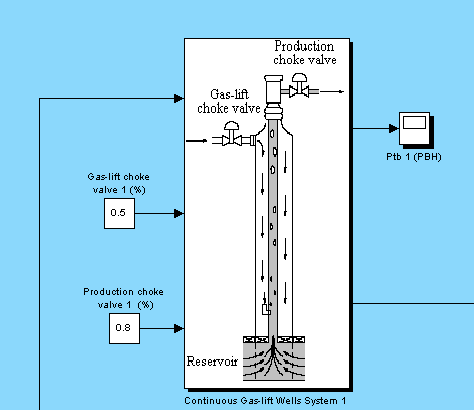 Production
choke valve
Gas-lift
choke valve
Ptb 1 (PBH)
Gas-lift choke
valve 1 (%)
0.5
Production choke
valve 1 (%)
0.8
Reservoir
Continuous Gas-lift Wells System 1